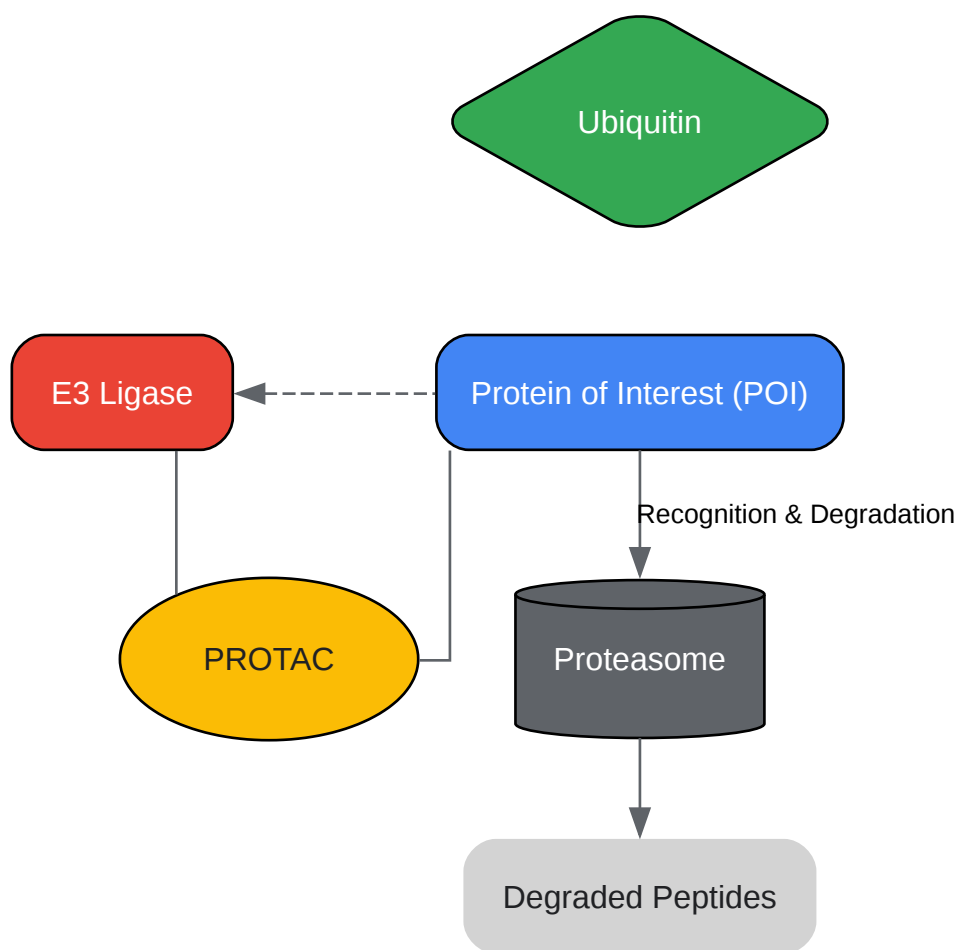 Ubiquitin
E3 Ligase
Protein of Interest (POI)
Recognition & Degradation
PROTAC
Proteasome
Degraded Peptides